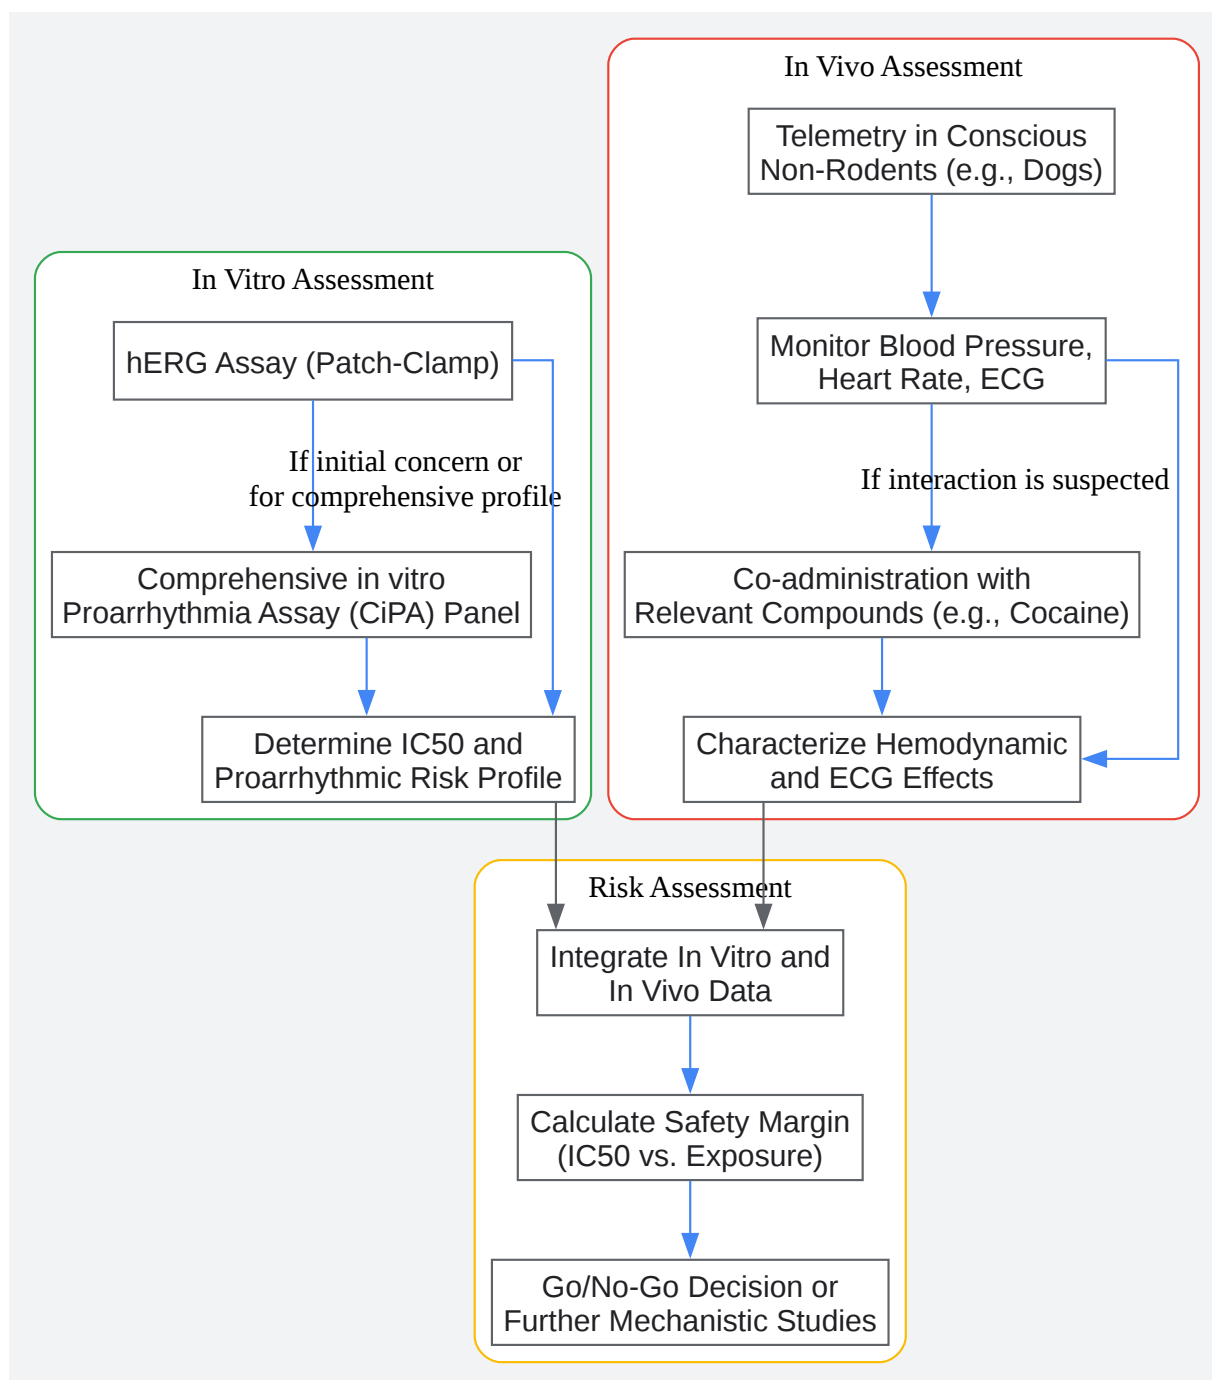 In Vivo Assessment
Telemetry in Conscious
Non-Rodents (e.g., Dogs)
Monitor Blood Pressure,
Heart Rate, ECG
If interaction is suspected
Co-administration with
Relevant Compounds (e.g., Cocaine)
Characterize Hemodynamic
and ECG Effects
In Vitro Assessment
hERG Assay (Patch-Clamp)
If initial concern or
for comprehensive profile
Comprehensive in vitro
Proarrhythmia Assay (CiPA) Panel
Determine IC50 and
Proarrhythmic Risk Profile
Risk Assessment
Integrate In Vitro and
In Vivo Data
Calculate Safety Margin
(IC50 vs. Exposure)
Go/No-Go Decision or
Further Mechanistic Studies